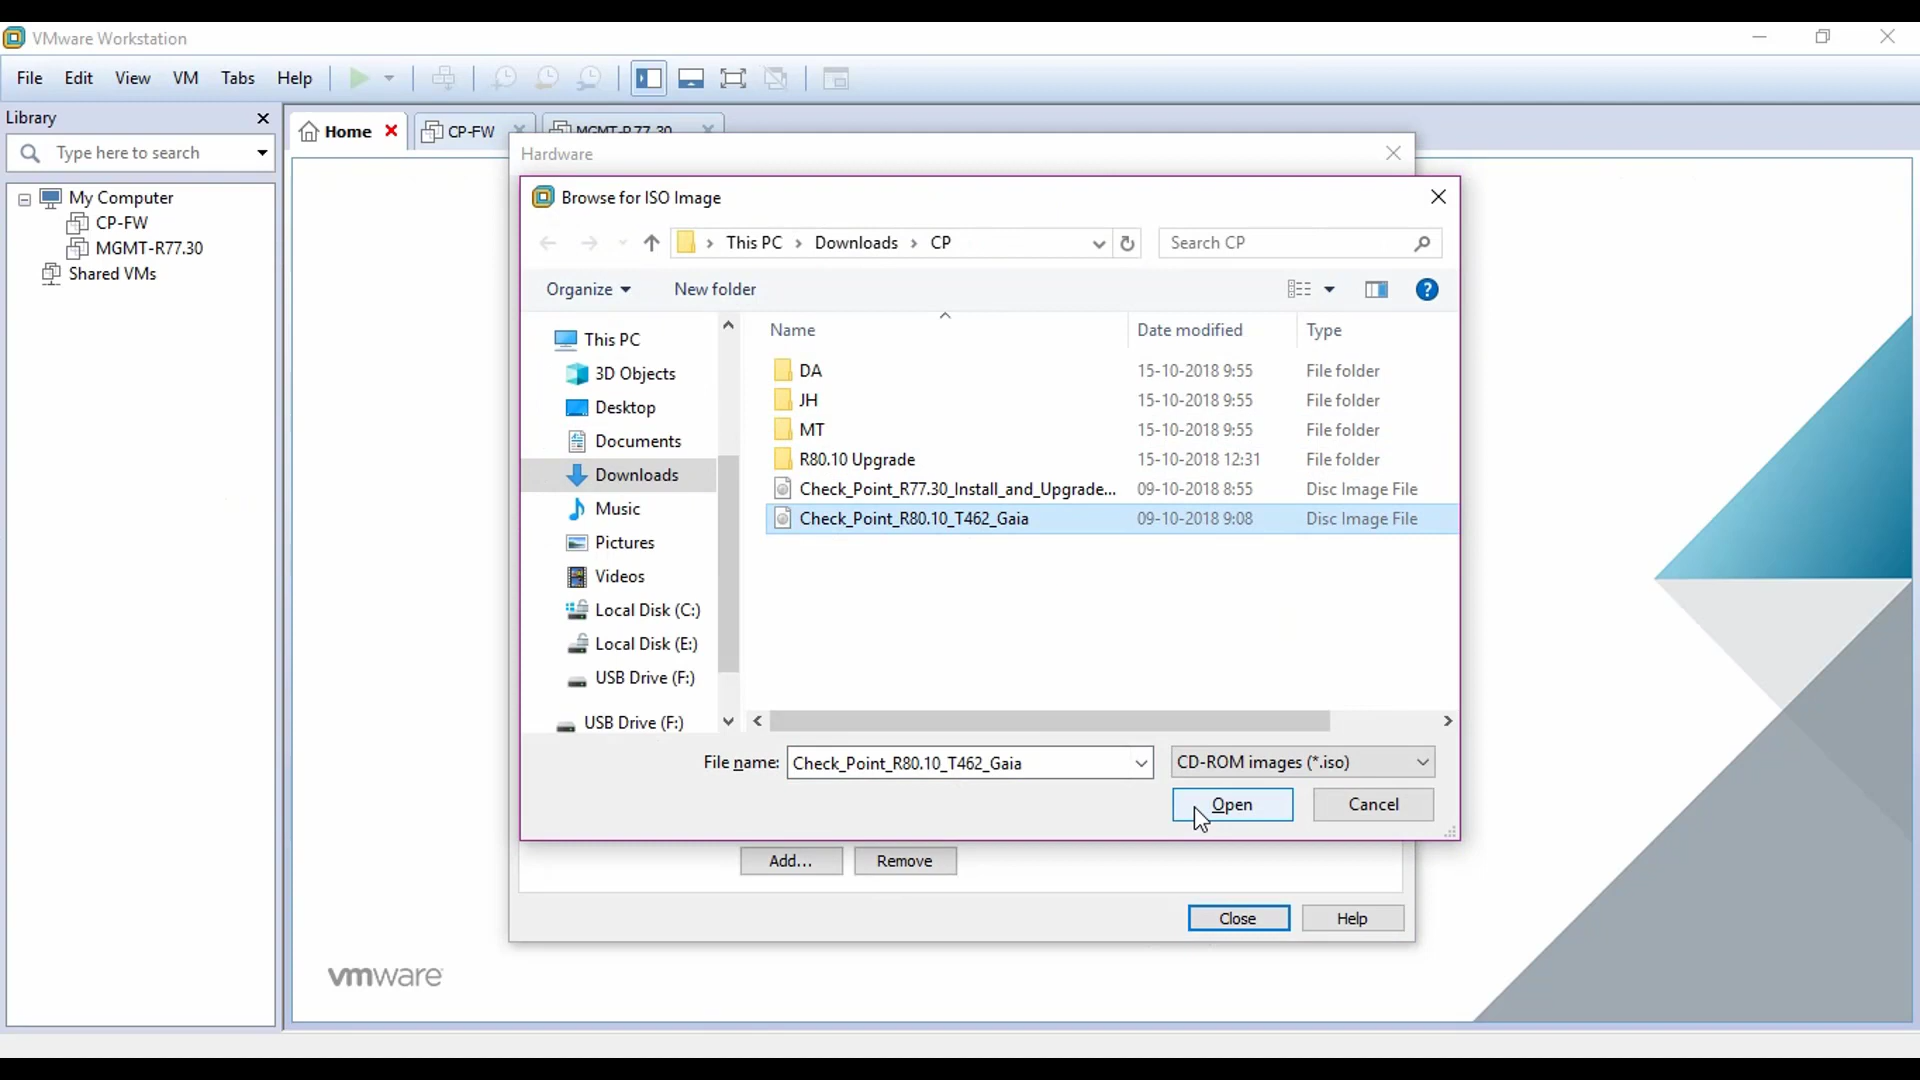 VMware Workstation
File Edit View VM Tabs Help
Library
Type here to search
My Computer
CP-FW
MGMT-R77.30
Shared VMs
Home CP-FW MGMT-R77.30
Hardware
Browse for ISO Image
This PC Downloads CP
Search CP
Organize New folder
This PC
3D Objects
Desktop
Documents
Downloads
Music
Pictures
Videos
Local Disk (C:)
Local Disk (E:)
USB Drive (F:)
USB Drive (F:)
Name Date modified Type
DA 15-10-2018 9:55 File folder
JH 15-10-2018 9:55 File folder
MT 15-10-2018 9:55 File folder
R80.10 Upgrade 15-10-2018 12:31 File folder
Check_Point_R77.30_Install_and_Upgrade... 09-10-2018 8:55 Disc Image File
Check_Point_R80.10_T462_Gaia 09-10-2018 9:08 Disc Image File
File name: Check_Point_R80.10_T462_Gaia CD-ROM images (*.iso)
Open Cancel
Add... Remove
Close Help
vmware